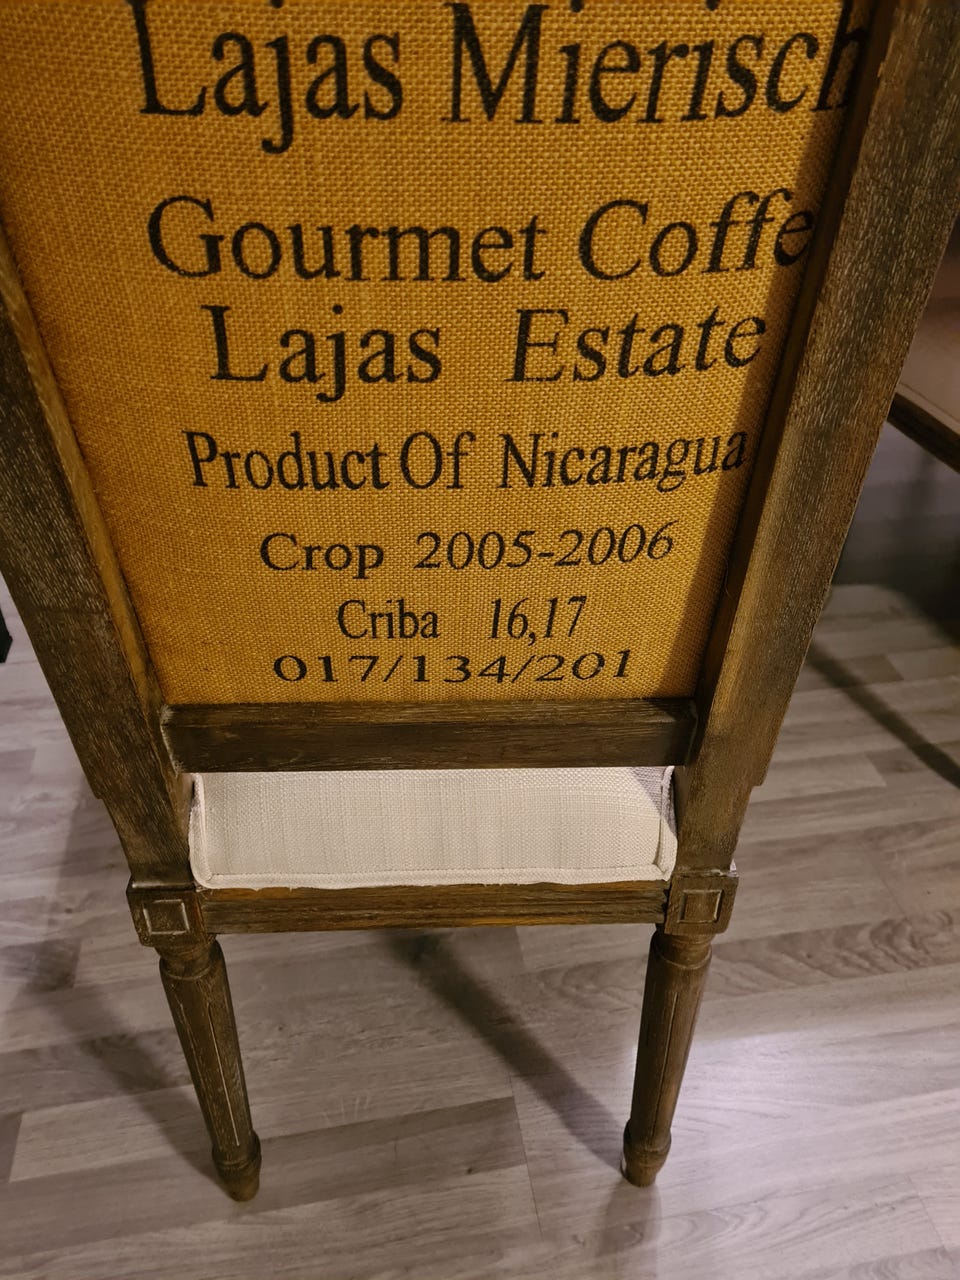 Lajas Mierisch
Gourmet Coffe
Lajas Estate
Product Of Nicaragua
Crop 2005-2006
Criba 16,17
017/134/201